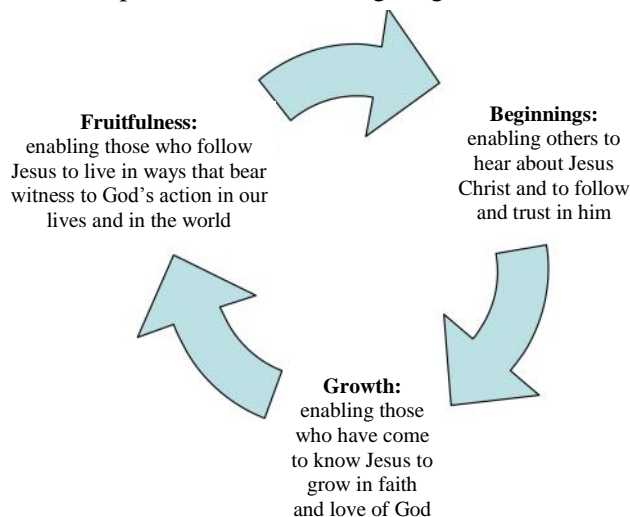 Fruitfulness:
enabling those who follow
Jesus to live in ways that bear
witness to God's action in our
lives and in the world
Beginnings:
enabling others to
hear about Jesus
Christ and to follow
and trust in him
Growth:
enabling those
who have come
to know Jesus to
grow in faith
and love of God